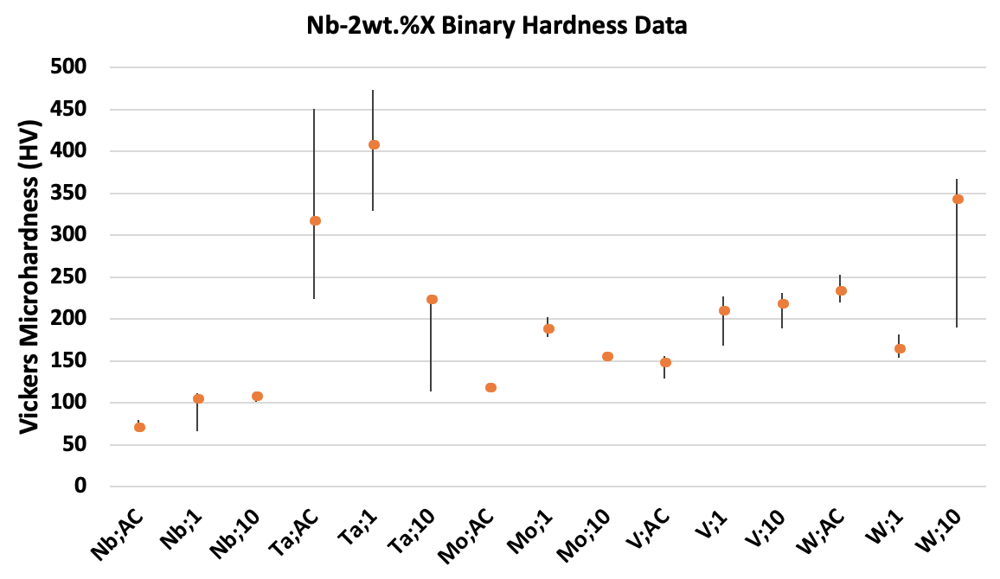 Nb-2wt.%X Binary Hardness Data
Vickers Microhardness (HV)
500
450
400
350
300
250
200
150
100
50
0
Nb;AC
Nb;1
Nb;10
Ta;AC
Ta;1
Ta;10
Mo;AC
Mo;1
Mo;10
V;AC
V;1
V;10
W;AC
W;1
W;10